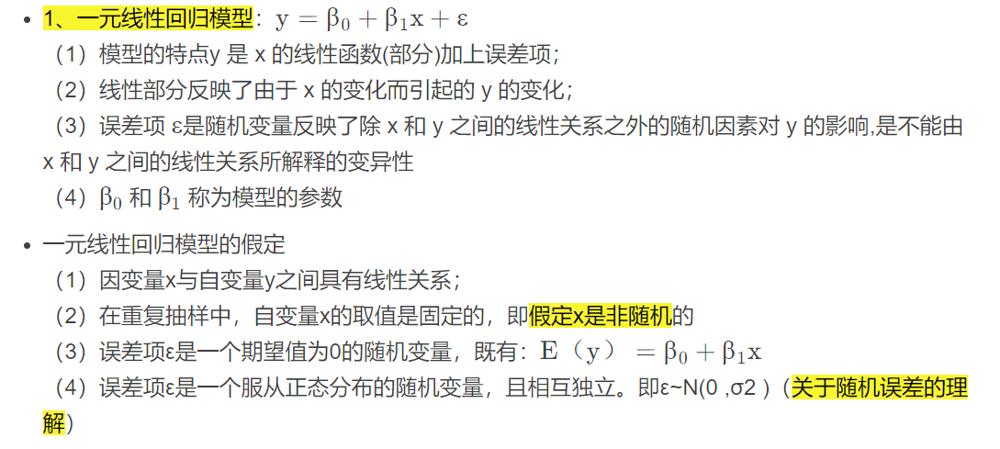 • 1、一元线性回归模型：y = β₀ + β₁x + ε
（1）模型的特点y 是 x 的线性函数(部分)加上误差项；
（2）线性部分反映了由于 x 的变化而引起的 y 的变化；
（3）误差项 ε是随机变量反映了除 x 和 y 之间的线性关系之外的随机因素对 y 的影响,是不能由
x 和 y 之间的线性关系所解释的变异性
（4）β₀ 和 β₁ 称为模型的参数
• 一元线性回归模型的假定
（1）因变量x与自变量y之间具有线性关系；
（2）在重复抽样中，自变量x的取值是固定的，即假定x是非随机的
（3）误差项ε是一个期望值为0的随机变量，既有：E（y）= β₀ + β₁x
（4）误差项ε是一个服从正态分布的随机变量，且相互独立。即ε~N(0 ,σ2 )（关于随机误差的理
解）